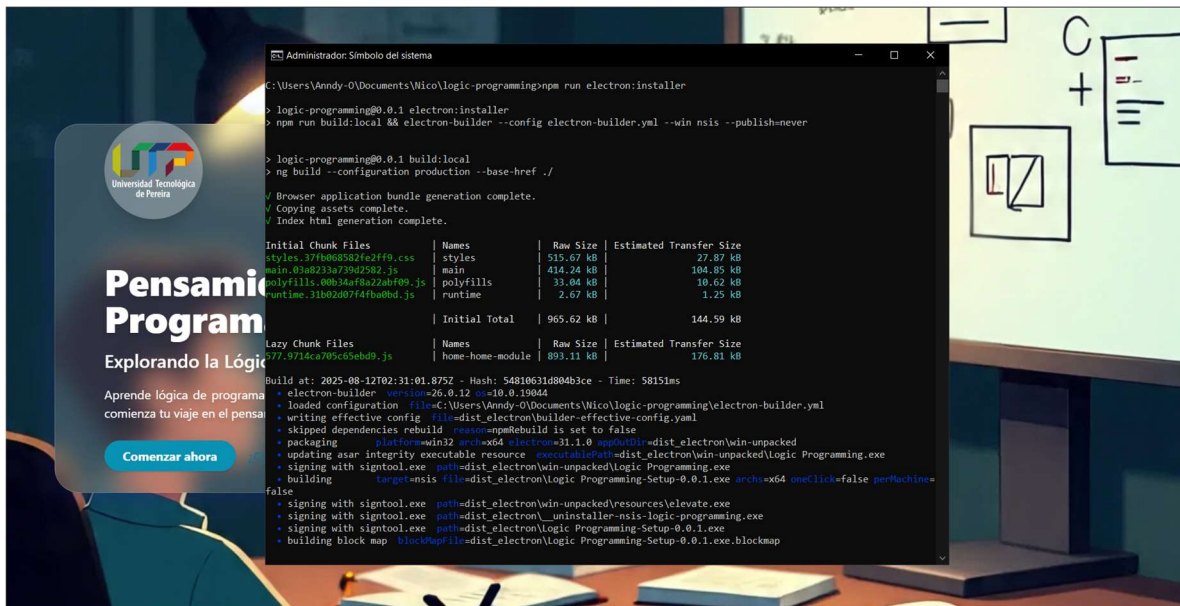 Administrador: Símbolo del sistema
C:\Users\Anndy-O\Documents\Nico\logic-programming>npm run electron:installer
> logic-programming@0.0.1 electron:installer
> npm run build:local && electron-builder --config electron-builder.yml --win nsis --publish=never
> logic-programming@0.0.1 build:local
> ng build --configuration production --base-href ./
√ Browser application bundle generation complete.
√ Copying assets complete.
√ Index html generation complete.
Initial Chunk Files | Names | Raw Size | Estimated Transfer Size
styles.37fb068582fe2ff9.css | styles | 515.67 kB | 27.87 kB
main.03a8233a739d2582.js | main | 414.24 kB | 104.85 kB
polyfills.00b34af8a22abf09.js | polyfills | 33.04 kB | 10.62 kB
runtime.31b02d07f4fba0bd.js | runtime | 2.67 kB | 1.25 kB
| Initial Total | 965.62 kB | 144.59 kB
Lazy Chunk Files | Names | Raw Size | Estimated Transfer Size
577.9714ca705c65ebd9.js | home-home-module | 893.11 kB | 176.81 kB
Build at: 2025-08-12T02:31:01.875Z - Hash: 54810631d804b3ce - Time: 58151ms
• electron-builder version=26.0.12 os=10.0.19044
• loaded configuration file=C:\Users\Anndy-O\Documents\Nico\logic-programming\electron-builder.yml
• writing effective config file=dist_electron\builder-effective-config.yaml
• skipped dependencies rebuild reason=npmRebuild is set to false
• packaging platform=win32 arch=x64 electron=31.1.0 appOutDir=dist_electron\win-unpacked
• updating asar integrity executable resource executablePath=dist_electron\win-unpacked\Logic Programming.exe
• signing with signtool.exe path=dist_electron\win-unpacked\Logic Programming.exe
• building target=nsis file=dist_electron\Logic Programming-Setup-0.0.1.exe archs=x64 oneClick=false perMachine=
false
• signing with signtool.exe path=dist_electron\win-unpacked\resources\elevate.exe
• signing with signtool.exe path=dist_electron\__uninstaller-nsis-logic-programming.exe
• signing with signtool.exe path=dist_electron\Logic Programming-Setup-0.0.1.exe
• building block map blockMapFile=dist_electron\Logic Programming-Setup-0.0.1.exe.blockmap
UTP
Universidad Tecnológica
de Pereira
Pensami
Program
Explorando la Lógic
Aprende lógica de programa
comienza tu viaje en el pensa
Comenzar ahora
C
+